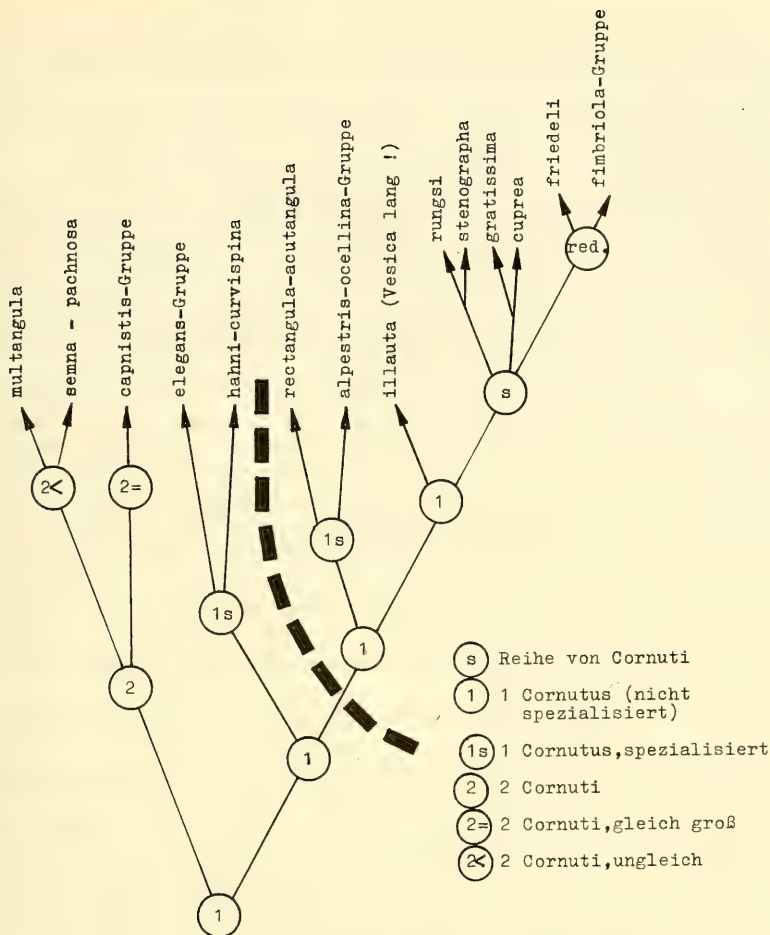 multangula
semna - pachnosa
capnistis-Gruppe
elegans-Gruppe
hahni-curvispina
rectangula-acutangula
alpestris-ocellina-Gruppe
illauta (Vesica lang !)
rungsi
stenographa
gratissima
cuprea
friedeli
fimbriola-Gruppe
red.
s
2<
2=
1
1s
1s
1
2
1
1
s Reihe von Cornuti
1 1 Cornutus (nicht
spezialisiert)
1s 1 Cornutus,spezialisiert
2 2 Cornuti
2= 2 Cornuti,gleich groß
2< 2 Cornuti,ungleich